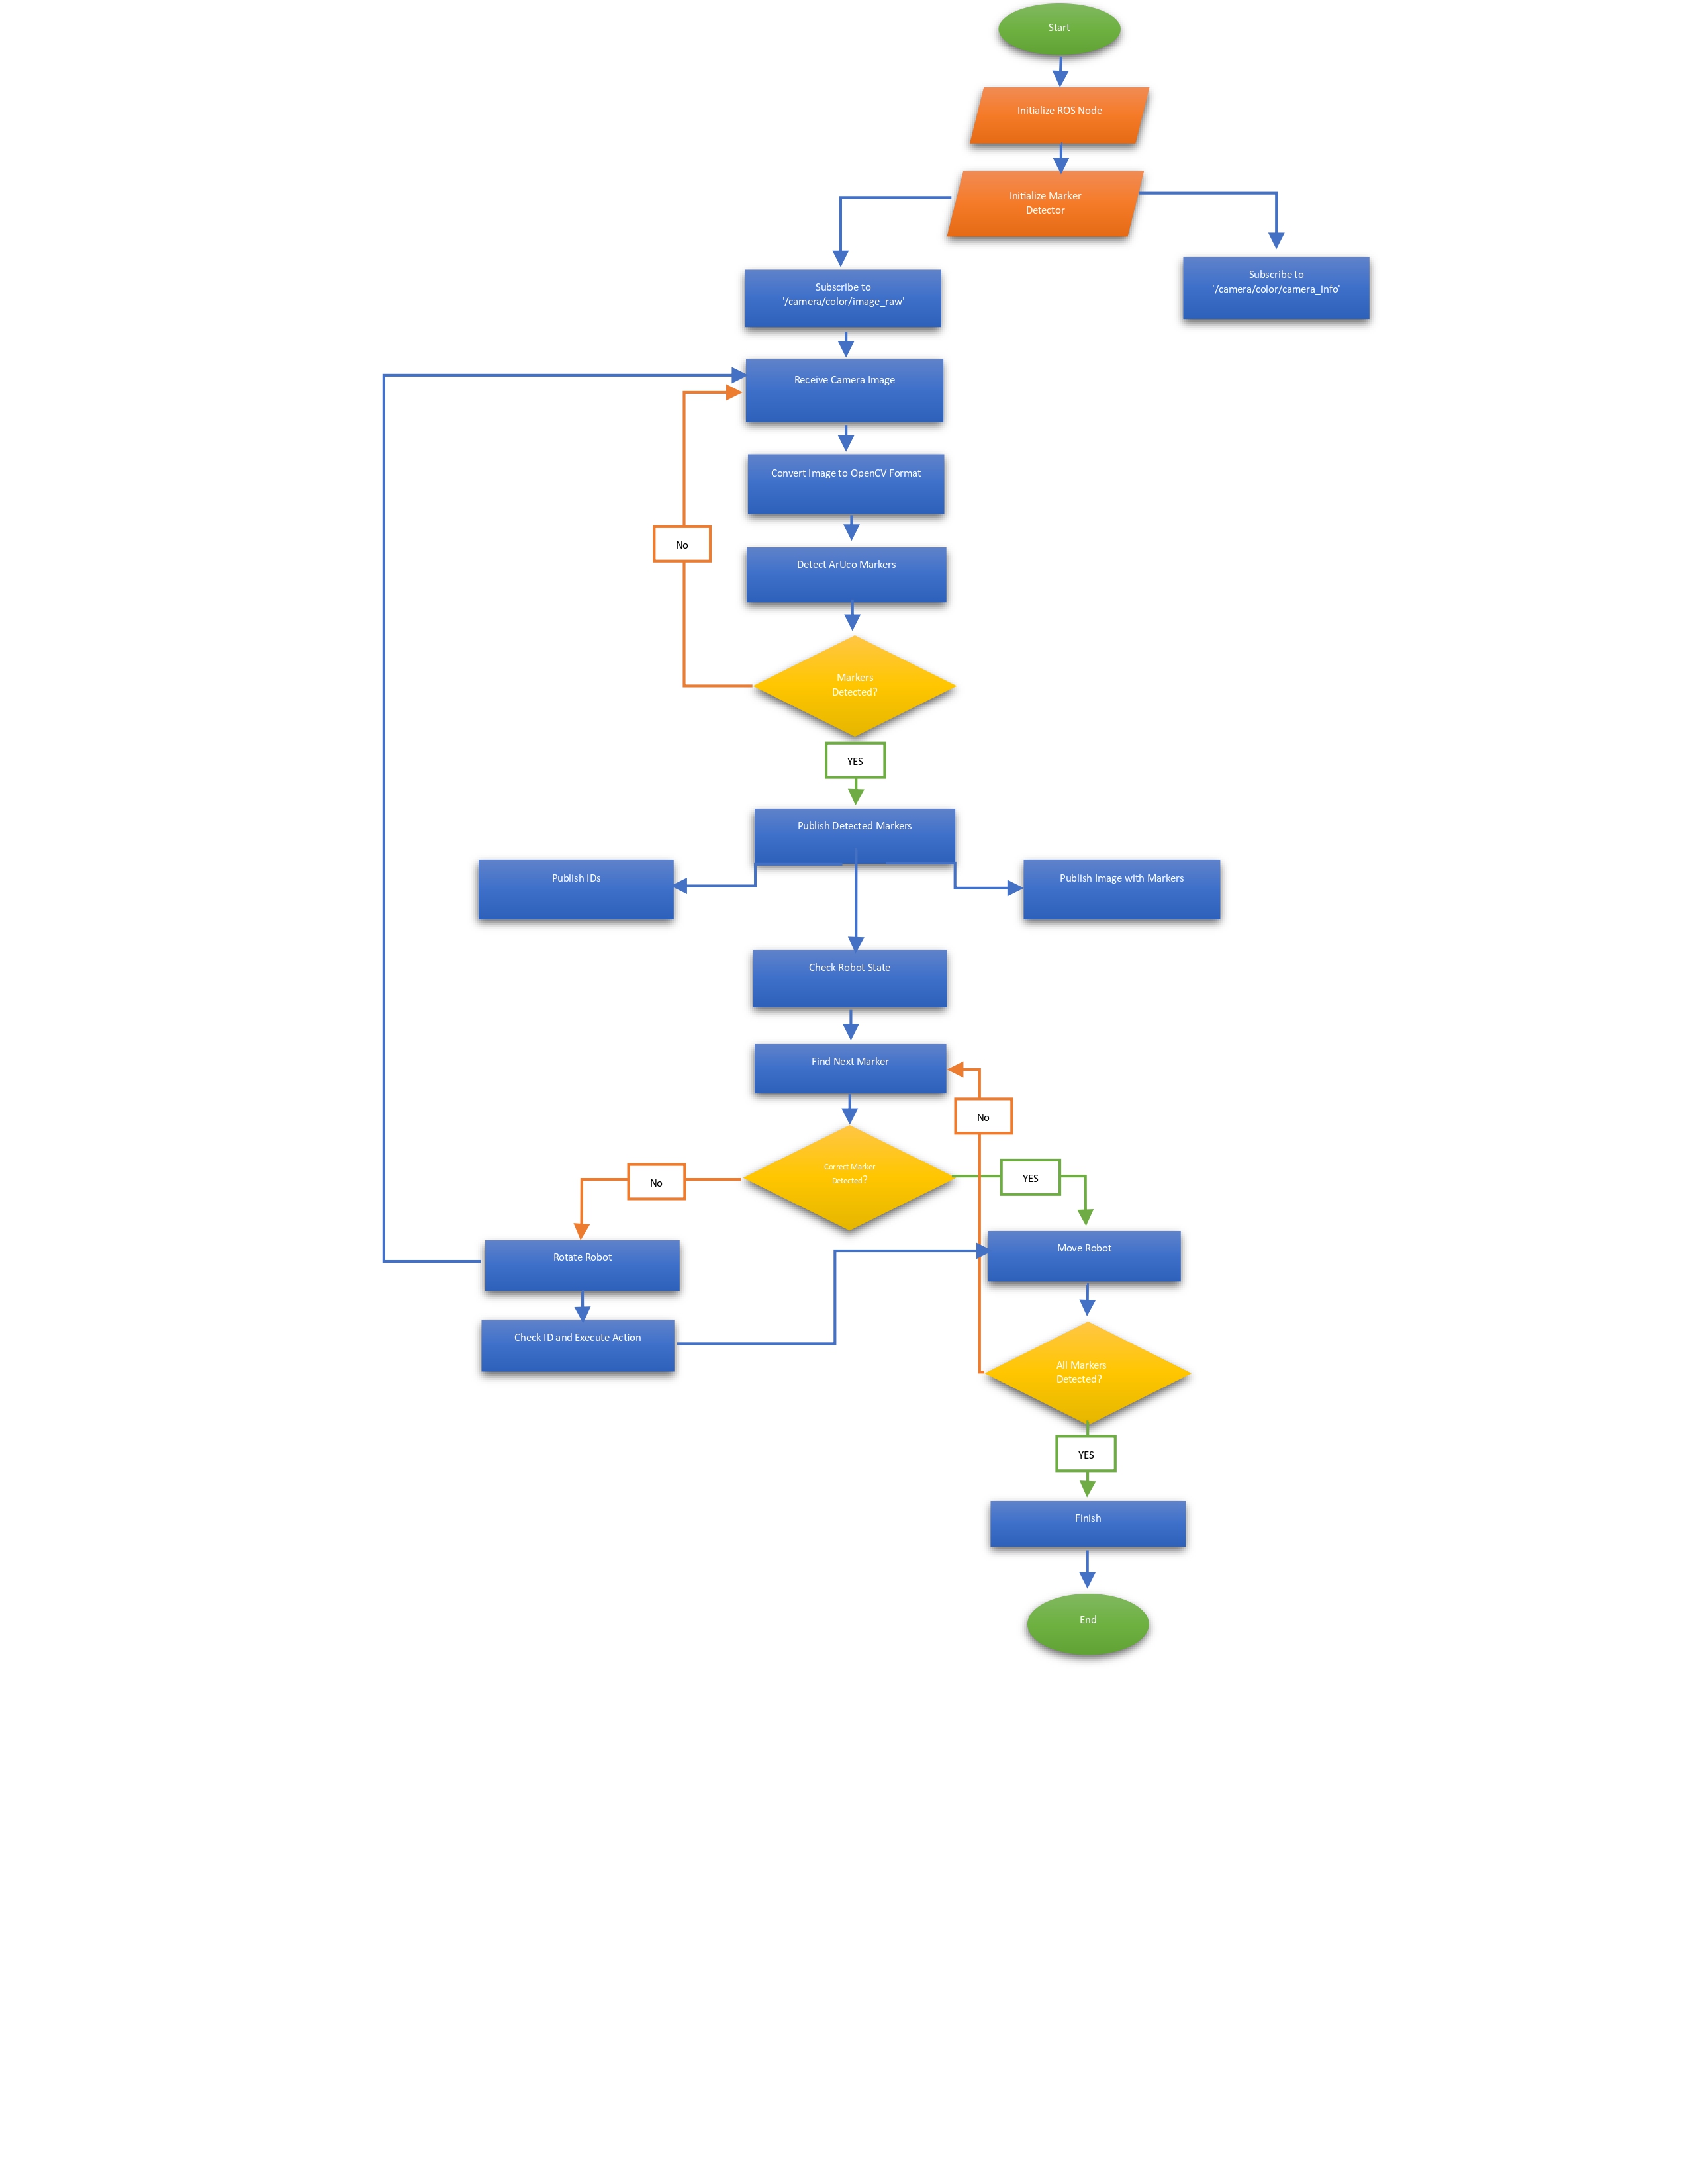 Start
Initialize ROS Node
Initialize Marker
Detector
Subscribe to
'/camera/color/image_raw'
Subscribe to
'/camera/color/camera_info'
Receive Camera Image
Convert Image to OpenCV Format
No
Detect ArUco Markers
Markers
Detected?
YES
Publish Detected Markers
Publish IDs
Publish Image with Markers
Check Robot State
Find Next Marker
No
Correct Marker
Detected?
No
YES
Rotate Robot
Move Robot
Check ID and Execute Action
All Markers
Detected?
YES
Finish
End